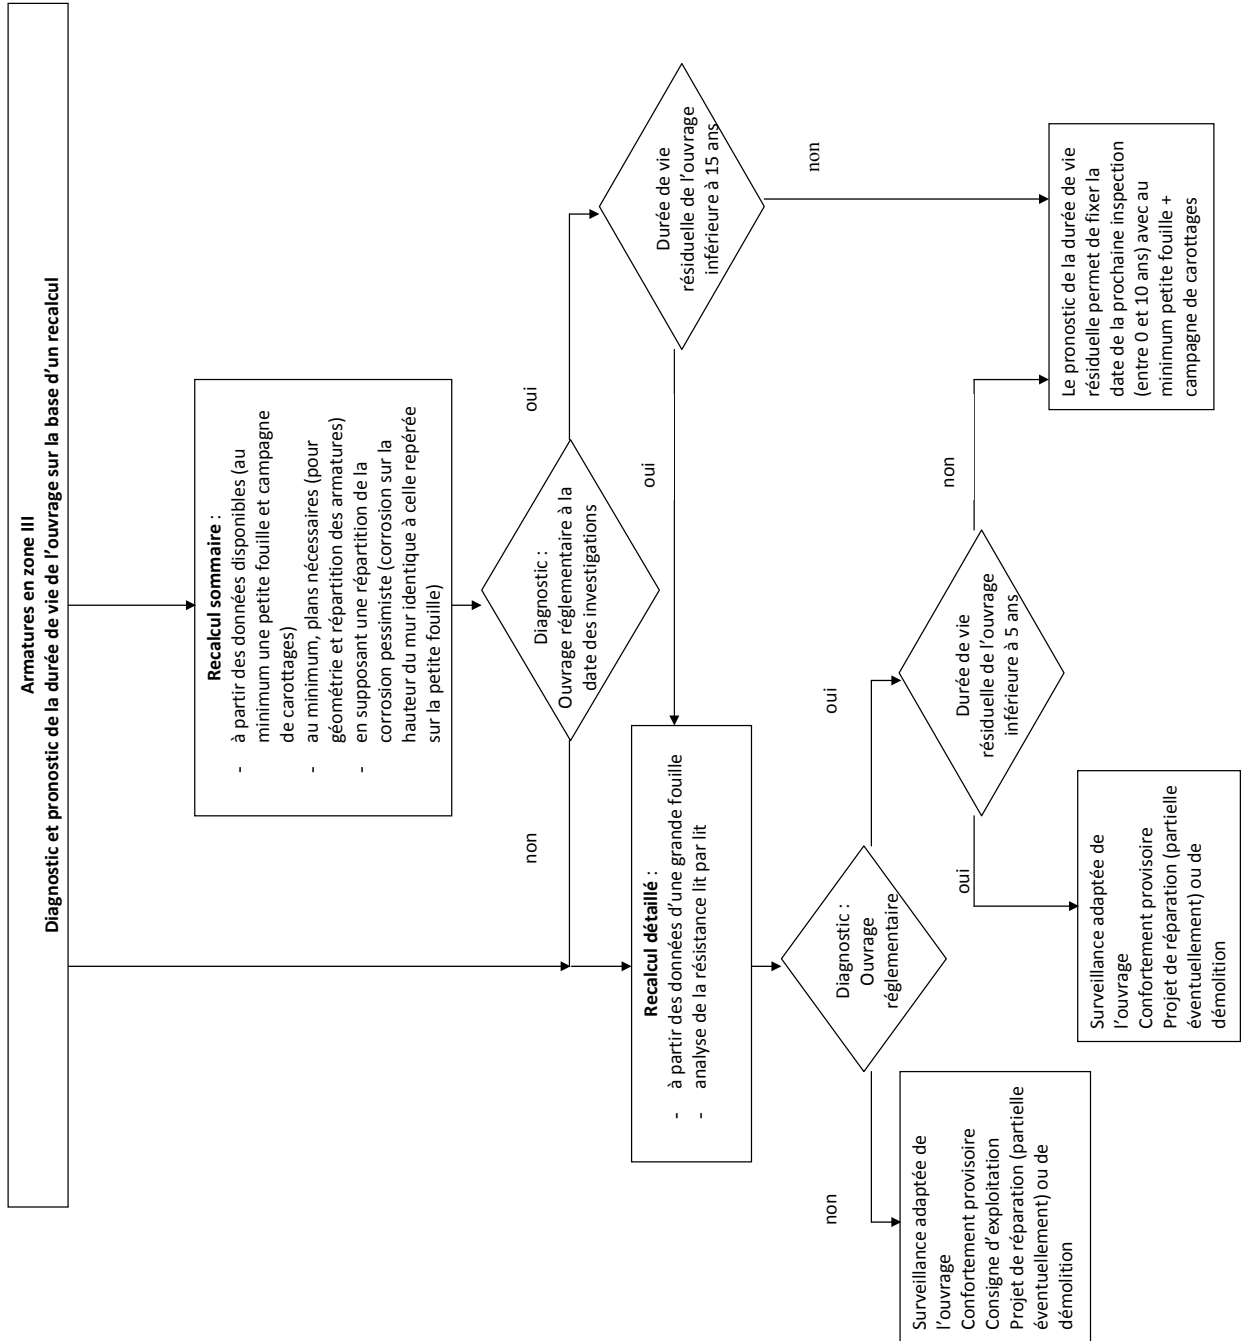 Armatures en zone III
Diagnostic et pronostic de la durée de vie de l'ouvrage sur la base d'un recalcul
Recalcul sommaire :
- à partir des données disponibles (au
minimum une petite fouille et campagne
de carottages)
- au minimum, plans nécessaires (pour
géométrie et répartition des armatures)
- en supposant une répartition de la
corrosion pessimiste (corrosion sur la
hauteur du mur identique à celle repérée
sur la petite fouille)
Diagnostic :
Ouvrage réglementaire à la
date des investigations
non
oui
Durée de vie
résiduelle de l'ouvrage
inférieure à 15 ans
oui
non
Recalcul détaillé :
- à partir des données d'une grande fouille
- analyse de la résistance lit par lit
Diagnostic :
Ouvrage
réglementaire
non
oui
Durée de vie
résiduelle de l'ouvrage
inférieure à 5 ans
oui
non
Surveillance adaptée de
l'ouvrage
Confortement provisoire
Consigne d'exploitation
Projet de réparation (partielle
éventuellement) ou de
démolition
Surveillance adaptée de
l'ouvrage
Confortement provisoire
Projet de réparation (partielle
éventuellement) ou de
démolition
Le pronostic de la durée de vie
résiduelle permet de fixer la
date de la prochaine inspection
(entre 0 et 10 ans) avec au
minimum petite fouille +
campagne de carottages